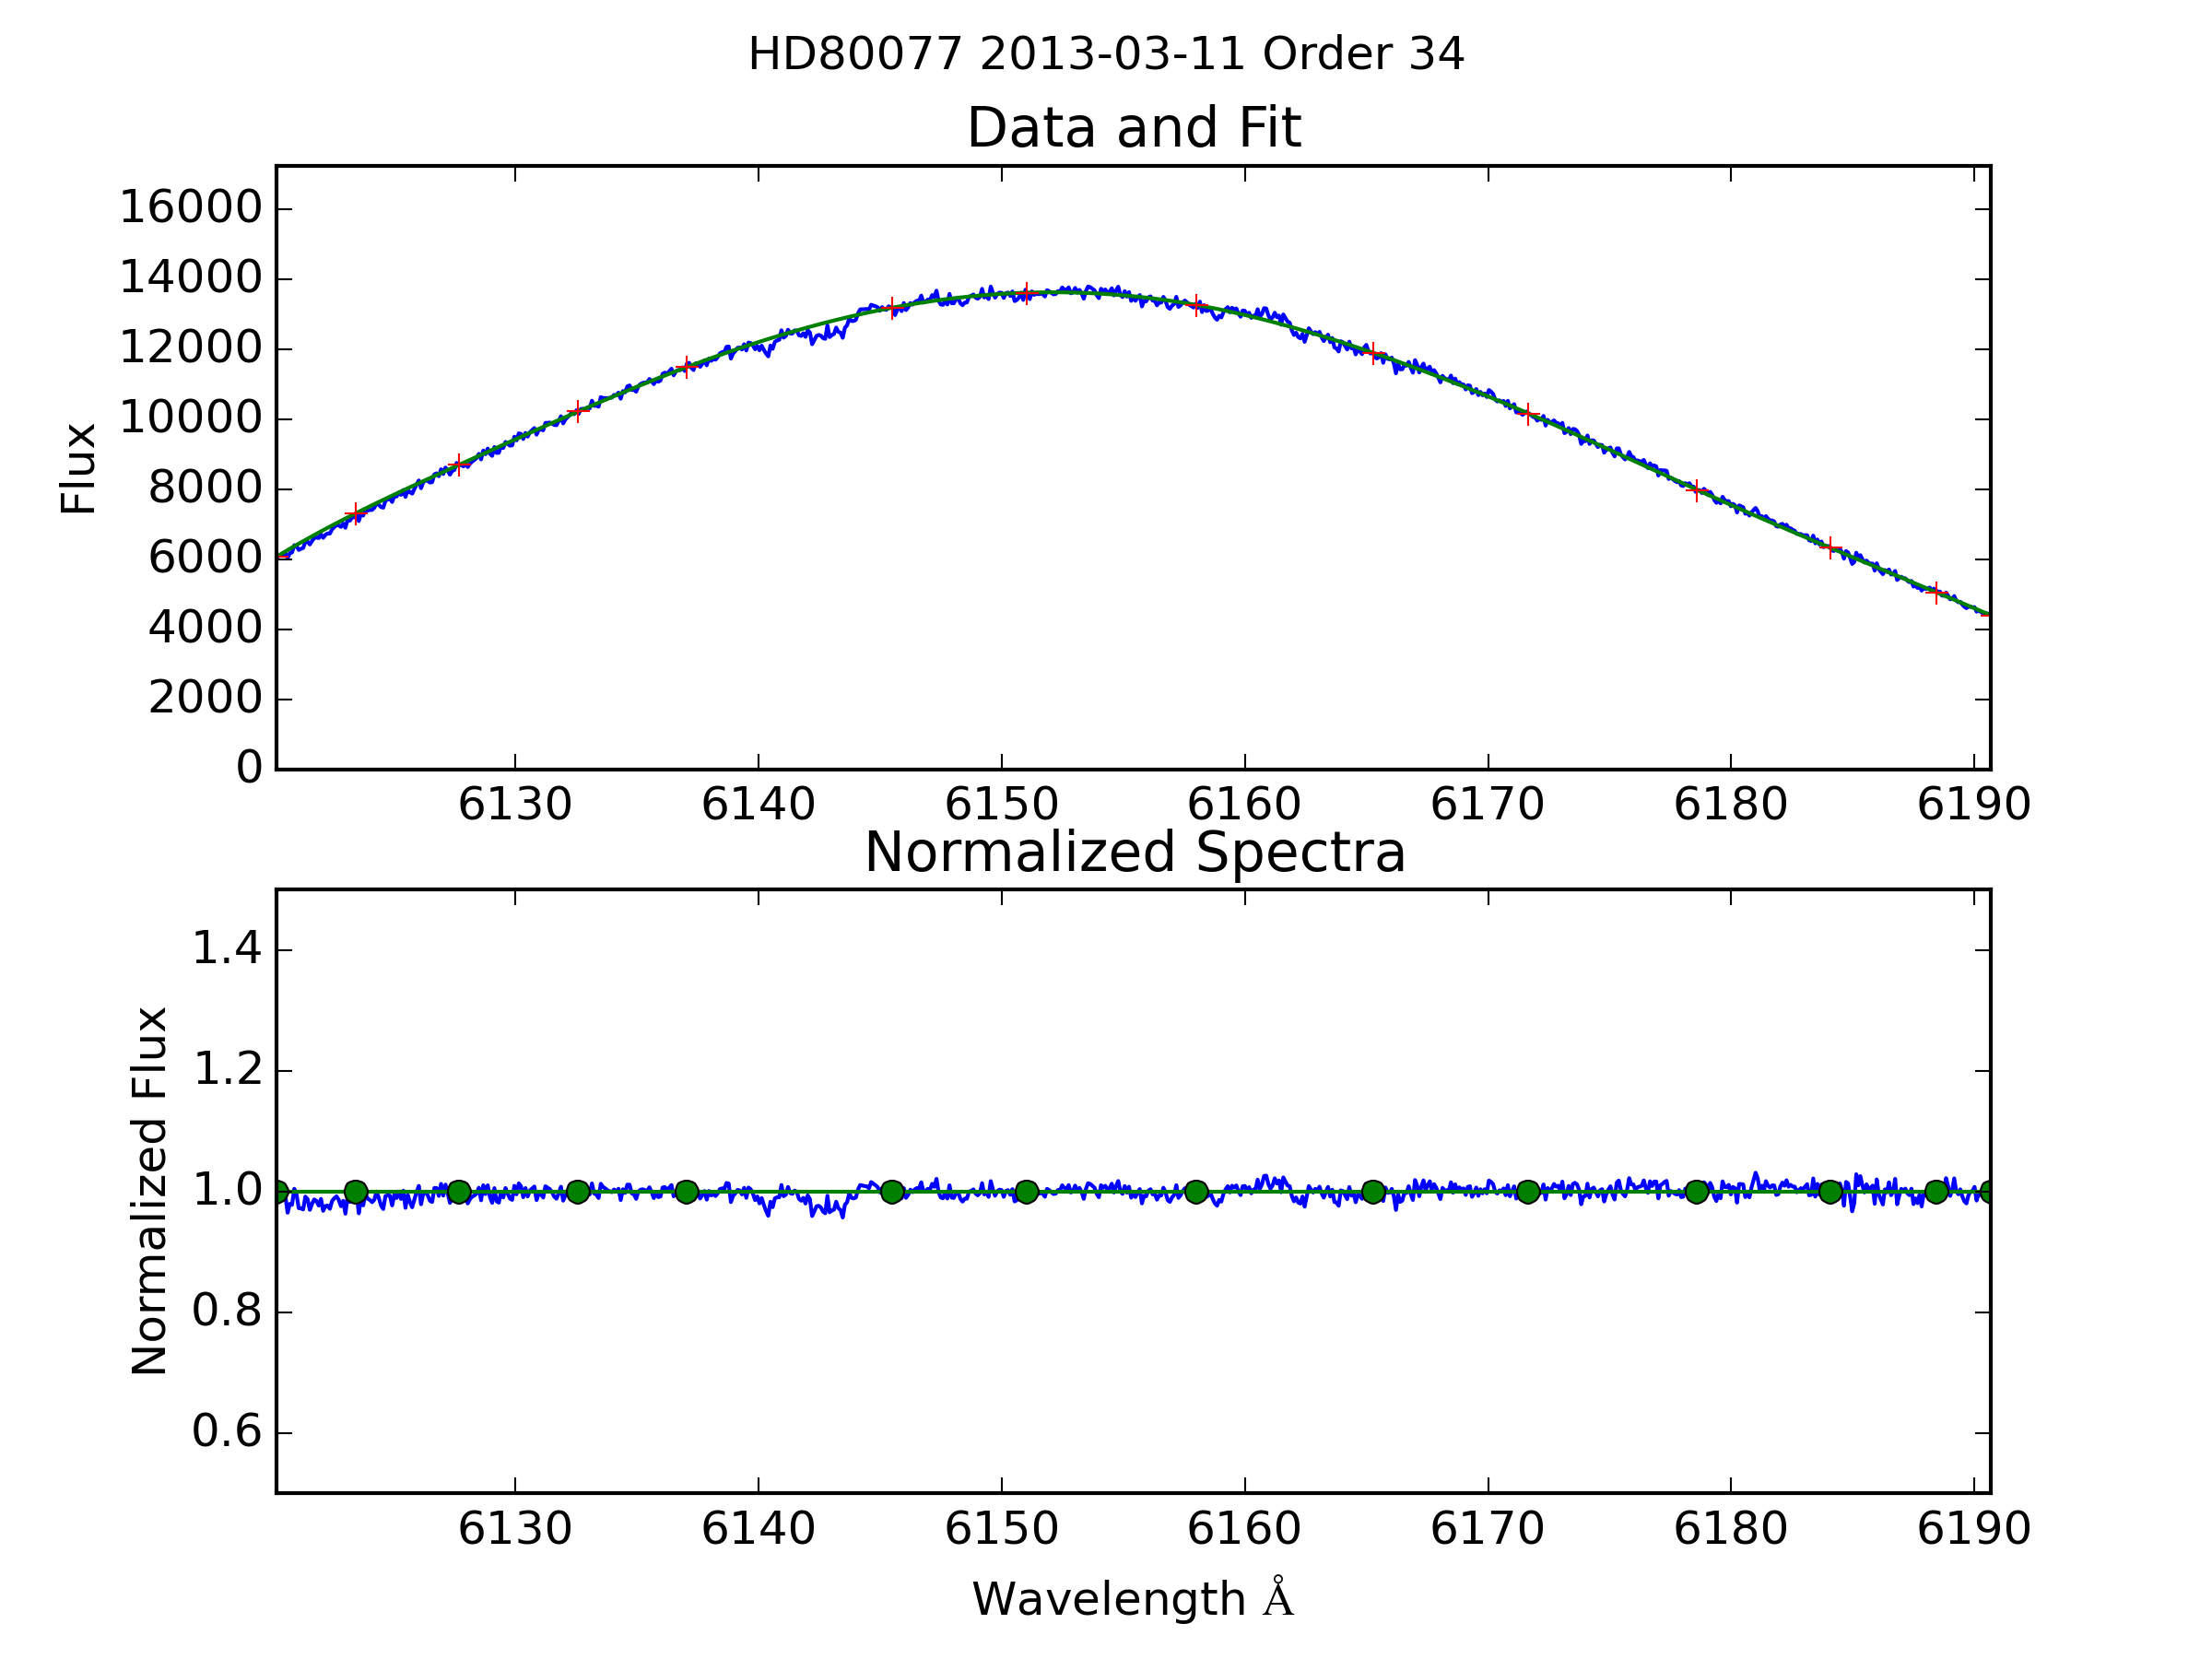 HD80077 2013-03-11 Order 34
Data and Fit
16000
14000
12000
10000
8000
6000
4000
2000
0
Flux
6130 6140 6150 6160 6170 6180 6190
Normalized Spectra
1.4
1.2
1.0
0.8
0.6
Normalized Flux
6130 6140 6150 6160 6170 6180 6190
Wavelength Å